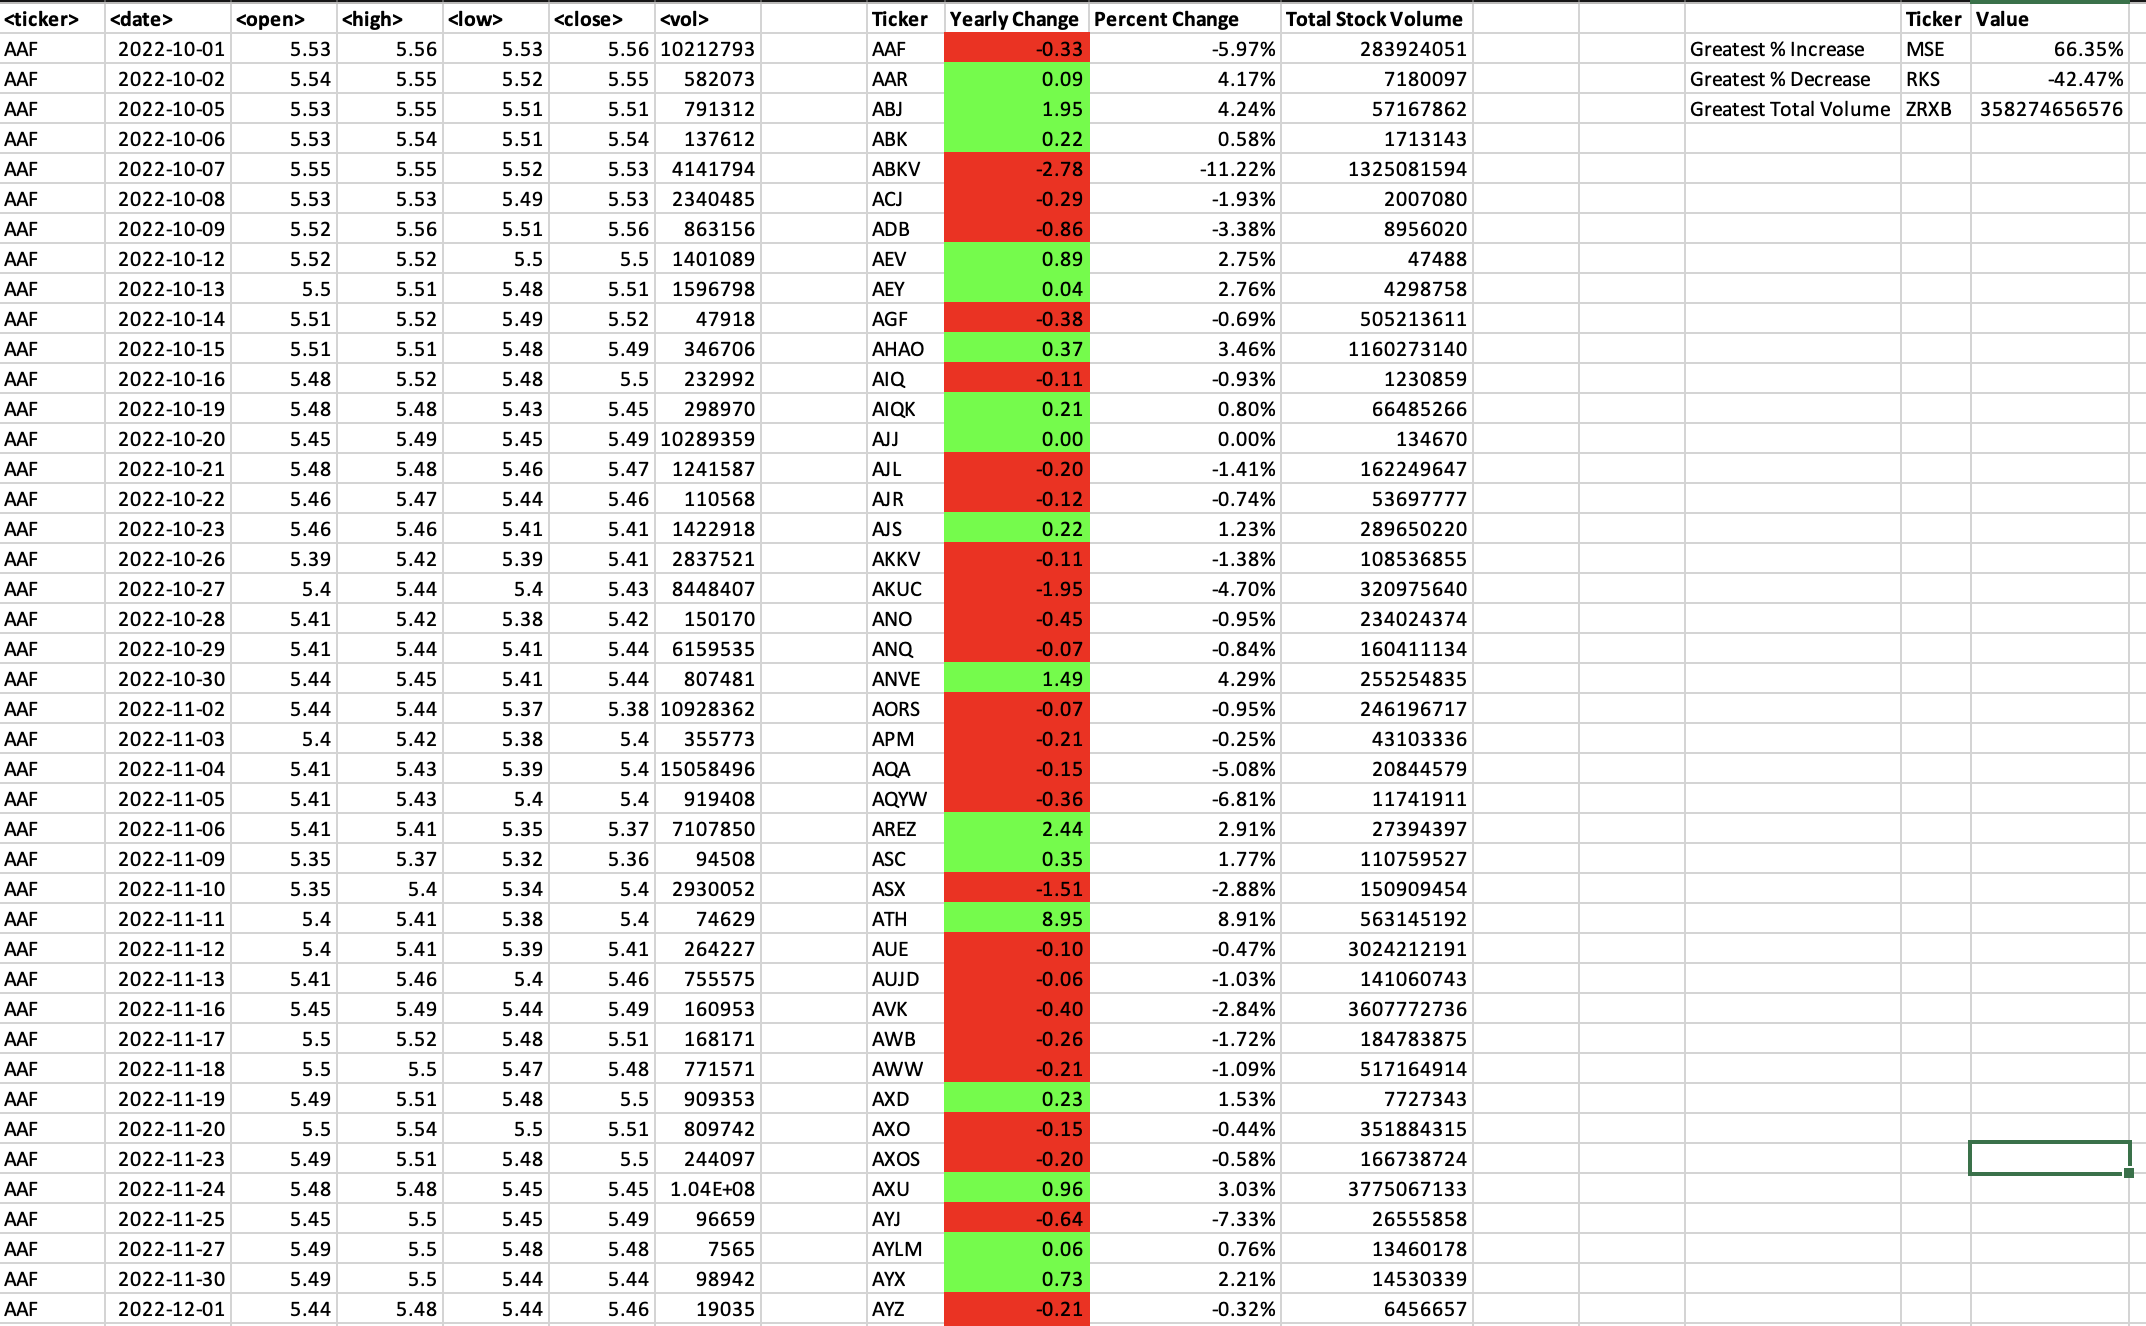 <ticker> <date> <open> <high> <low> <close> <vol> Ticker Yearly Change Percent Change Total Stock Volume Ticker Value
AAF 2022-10-01 5.53 5.56 5.53 5.56 10212793 AAF -0.33 -5.97% 283924051 Greatest % Increase MSE 66.35%
AAF 2022-10-02 5.54 5.55 5.52 5.55 582073 AAR 0.09 4.17% 7180097 Greatest % Decrease RKS -42.47%
AAF 2022-10-05 5.53 5.55 5.51 5.51 791312 ABJ 1.95 4.24% 57167862 Greatest Total Volume ZRXB 358274656576
AAF 2022-10-06 5.53 5.54 5.51 5.54 137612 ABK 0.22 0.58% 1713143
AAF 2022-10-07 5.55 5.55 5.52 5.53 4141794 ABKV -2.78 -11.22% 1325081594
AAF 2022-10-08 5.53 5.53 5.49 5.53 2340485 ACJ -0.29 -1.93% 2007080
AAF 2022-10-09 5.52 5.56 5.51 5.56 863156 ADB -0.86 -3.38% 8956020
AAF 2022-10-12 5.52 5.52 5.5 5.5 1401089 AEV 0.89 2.75% 47488
AAF 2022-10-13 5.5 5.51 5.48 5.51 1596798 AEY 0.04 2.76% 4298758
AAF 2022-10-14 5.51 5.52 5.49 5.52 47918 AGF -0.38 -0.69% 505213611
AAF 2022-10-15 5.51 5.51 5.48 5.49 346706 AHAO 0.37 3.46% 1160273140
AAF 2022-10-16 5.48 5.52 5.48 5.5 232992 AIQ -0.11 -0.93% 1230859
AAF 2022-10-19 5.48 5.48 5.43 5.45 298970 AIQK 0.21 0.80% 66485266
AAF 2022-10-20 5.45 5.49 5.45 5.49 10289359 AJJ 0.00 0.00% 134670
AAF 2022-10-21 5.48 5.48 5.46 5.47 1241587 AJL -0.20 -1.41% 162249647
AAF 2022-10-22 5.46 5.47 5.44 5.46 110568 AJR -0.12 -0.74% 53697777
AAF 2022-10-23 5.46 5.46 5.41 5.41 1422918 AJS 0.22 1.23% 289650220
AAF 2022-10-26 5.39 5.42 5.39 5.41 2837521 AKKV -0.11 -1.38% 108536855
AAF 2022-10-27 5.4 5.44 5.4 5.43 8448407 AKUC -1.95 -4.70% 320975640
AAF 2022-10-28 5.41 5.42 5.38 5.42 150170 ANO -0.45 -0.95% 234024374
AAF 2022-10-29 5.41 5.44 5.41 5.44 6159535 ANQ -0.07 -0.84% 160411134
AAF 2022-10-30 5.44 5.45 5.41 5.44 807481 ANVE 1.49 4.29% 255254835
AAF 2022-11-02 5.44 5.44 5.37 5.38 10928362 AORS -0.07 -0.95% 246196717
AAF 2022-11-03 5.4 5.42 5.38 5.4 355773 APM -0.21 -0.25% 43103336
AAF 2022-11-04 5.41 5.43 5.39 5.4 15058496 AQA -0.15 -5.08% 20844579
AAF 2022-11-05 5.41 5.43 5.4 5.4 919408 AQYW -0.36 -6.81% 11741911
AAF 2022-11-06 5.41 5.41 5.35 5.37 7107850 AREZ 2.44 2.91% 27394397
AAF 2022-11-09 5.35 5.37 5.32 5.36 94508 ASC 0.35 1.77% 110759527
AAF 2022-11-10 5.35 5.4 5.34 5.4 2930052 ASX -1.51 -2.88% 150909454
AAF 2022-11-11 5.4 5.41 5.38 5.4 74629 ATH 8.95 8.91% 563145192
AAF 2022-11-12 5.4 5.41 5.39 5.41 264227 AUE -0.10 -0.47% 3024212191
AAF 2022-11-13 5.41 5.46 5.4 5.46 755575 AUJD -0.06 -1.03% 141060743
AAF 2022-11-16 5.45 5.49 5.44 5.49 160953 AVK -0.40 -2.84% 3607772736
AAF 2022-11-17 5.5 5.52 5.48 5.51 168171 AWB -0.26 -1.72% 184783875
AAF 2022-11-18 5.5 5.5 5.47 5.48 771571 AWW -0.21 -1.09% 517164914
AAF 2022-11-19 5.49 5.51 5.48 5.5 909353 AXD 0.23 1.53% 7727343
AAF 2022-11-20 5.5 5.54 5.5 5.51 809742 AXO -0.15 -0.44% 351884315
AAF 2022-11-23 5.49 5.51 5.48 5.5 244097 AXOS -0.20 -0.58% 166738724
AAF 2022-11-24 5.48 5.48 5.45 5.45 1.04E+08 AXU 0.96 3.03% 3775067133
AAF 2022-11-25 5.45 5.5 5.45 5.49 96659 AYJ -0.64 -7.33% 26555858
AAF 2022-11-27 5.49 5.5 5.48 5.48 7565 AYLM 0.06 0.76% 13460178
AAF 2022-11-30 5.49 5.5 5.44 5.44 98942 AYX 0.73 2.21% 14530339
AAF 2022-12-01 5.44 5.48 5.44 5.46 19035 AYZ -0.21 -0.32% 6456657